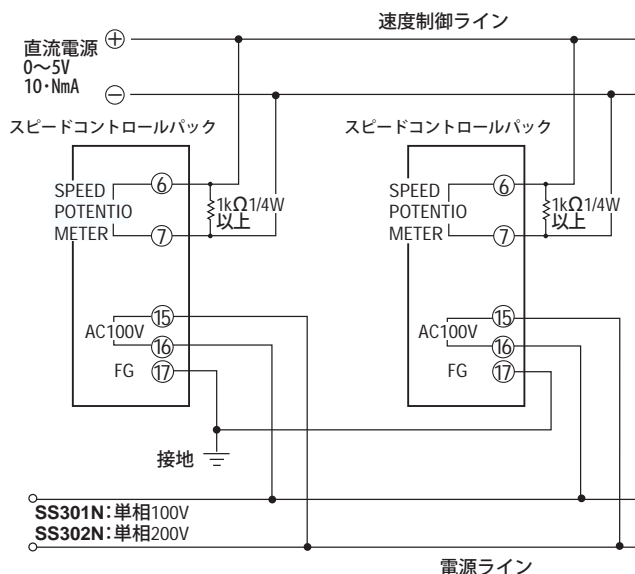 速度制御ライン
直流電源
0～5V
10･NmA
⊕
⊖
スピードコントロールパック
SPEED
POTENTIO
METER
⑥
⑦
1kΩ1/4W
以上
AC100V
FG
⑮
⑯
⑰
スピードコントロールパック
SPEED
POTENTIO
METER
⑥
⑦
1kΩ1/4W
以上
AC100V
FG
⑮
⑯
⑰
接地
SS301N：単相100V
SS302N：単相200V
電源ライン